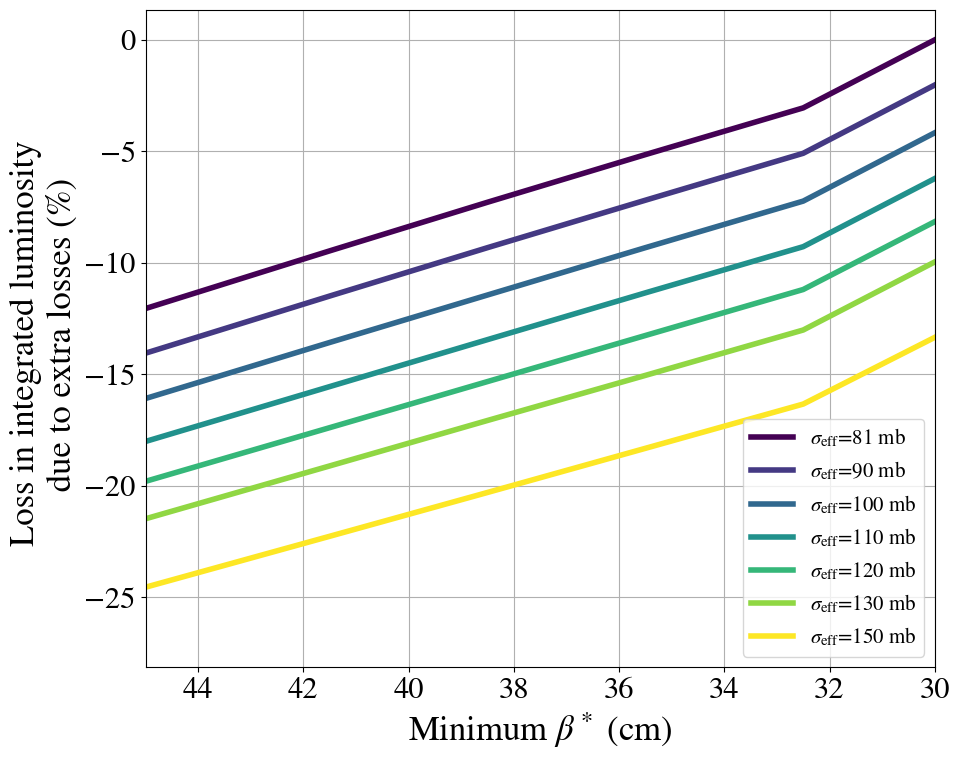 Loss in integrated luminosity
due to extra losses (%)
0
−5
−10
−15
−20
−25
σeff=81 mb
σeff=90 mb
σeff=100 mb
σeff=110 mb
σeff=120 mb
σeff=130 mb
σeff=150 mb
44 42 40 38 36 34 32 30
Minimum β* (cm)